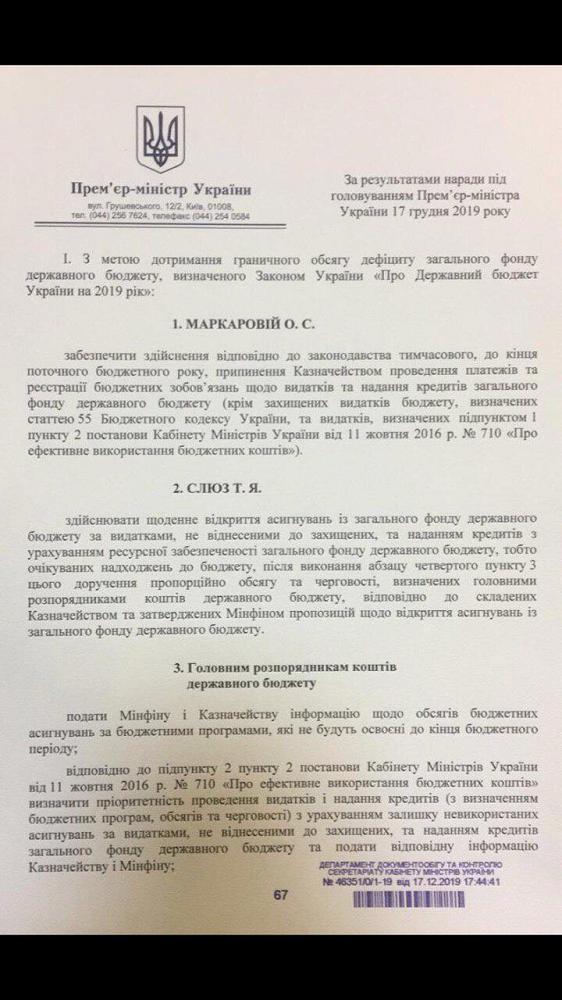 Прем’єр-міністр України
вул. Грушевського, 12/2, Київ, 01008,
тел. (044) 256 7624, телефакс (044) 254 0584
За результатами наради під
головуванням Прем’єр-міністра
України 17 грудня 2019 року
І. З метою дотримання граничного обсягу дефіциту загального фонду
державного бюджету, визначеного Законом України «Про Державний бюджет
України на 2019 рік»:
1. МАРКАРОВІЙ О. С.
забезпечити здійснення відповідно до законодавства тимчасового, до кінця
поточного бюджетного року, припинення Казначейством проведення платежів та
реєстрації бюджетних зобов’язань щодо видатків та надання кредитів загального
фонду державного бюджету (крім захищених видатків бюджету, визначених
статтею 55 Бюджетного кодексу України, та видатків, визначених підпунктом 1
пункту 2 постанови Кабінету Міністрів України від 11 жовтня 2016 р. № 710 «Про
ефективне використання бюджетних коштів»).
2. СЛЮЗ Т. Я.
здійснювати щоденне відкриття асигнувань із загального фонду державного
бюджету за видатками, не віднесеними до захищених, та наданням кредитів з
урахуванням ресурсної забезпеченості загального фонду державного бюджету, тобто
очікуваних надходжень до бюджету, після виконання абзацу четвертого пункту 3
цього доручення пропорційно обсягу та черговості, визначених головними
розпорядниками коштів державного бюджету, відповідно до складених
Казначейством та затверджених Мінфіном пропозицій щодо відкриття асигнувань із
загального фонду державного бюджету.
3. Головним розпорядникам коштів
державного бюджету
подати Мінфіну і Казначейству інформацію щодо обсягів бюджетних
асигнувань за бюджетними програмами, які не будуть освоєні до кінця бюджетного
періоду;
відповідно до підпункту 2 пункту 2 постанови Кабінету Міністрів України
від 11 жовтня 2016 р. № 710 «Про ефективне використання бюджетних коштів»
визначити пріоритетність проведення видатків і надання кредитів (з визначенням
бюджетних програм, обсягів та черговості) з урахуванням залишку невикористаних
асигнувань за видатками, не віднесеними до захищених, та наданням кредитів
загального фонду державного бюджету та подати відповідну інформацію
Казначейству і Мінфіну;
ДЕПАРТАМЕНТ ДОКУМЕНТООБІГУ ТА КОНТРОЛЮ
СЕКРЕТАРІАТУ КАБІНЕТУ МІНІСТРІВ УКРАЇНИ
№ 46351/0/1-19 від 17.12.2019 17:44:41
67